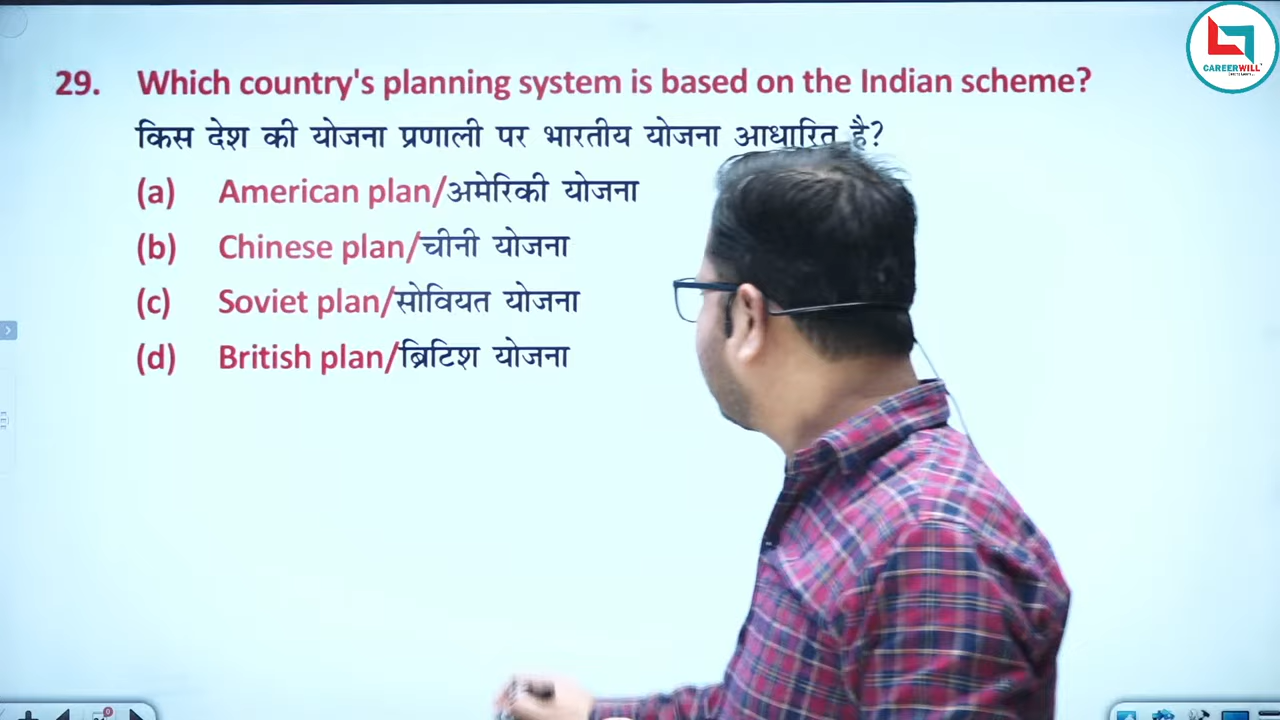 29. Which country's planning system is based on the Indian scheme?
किस देश की योजना प्रणाली पर भारतीय योजना आधारित है?
(a) American plan/अमेरिकी योजना
(b) Chinese plan/चीनी योजना
(c) Soviet plan/सोवियत योजना
(d) British plan/ब्रिटिश योजना
CAREERWILL